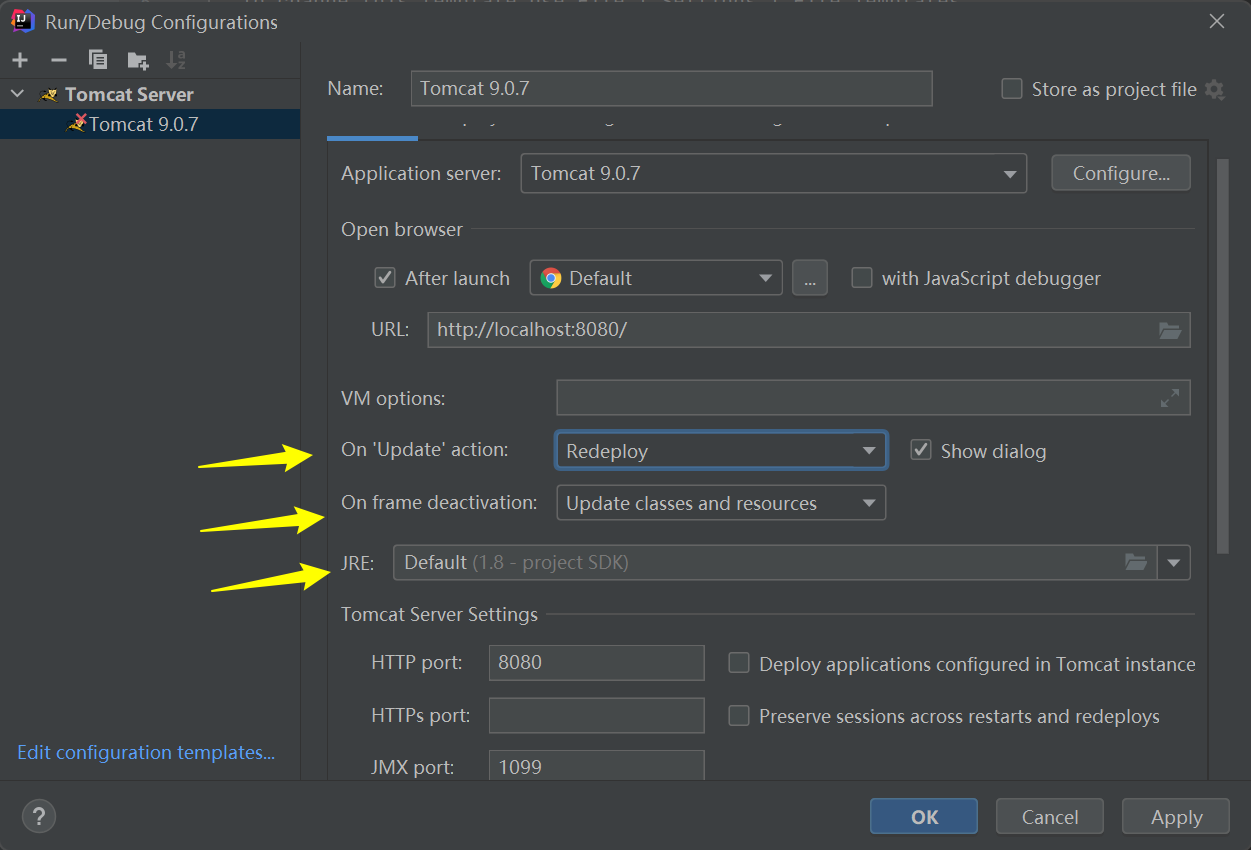 Run/Debug Configurations
Tomcat Server
Tomcat 9.0.7
Edit configuration templates...
Name: Tomcat 9.0.7 Store as project file
Application server: Tomcat 9.0.7 Configure...
Open browser
After launch Default ... with JavaScript debugger
URL: http://localhost:8080/
VM options:
On 'Update' action: Redeploy Show dialog
On frame deactivation: Update classes and resources
JRE: Default (1.8 - project SDK)
Tomcat Server Settings
HTTP port: 8080 Deploy applications configured in Tomcat instance
HTTPs port: Preserve sessions across restarts and redeploys
JMX port: 1099
? OK Cancel Apply